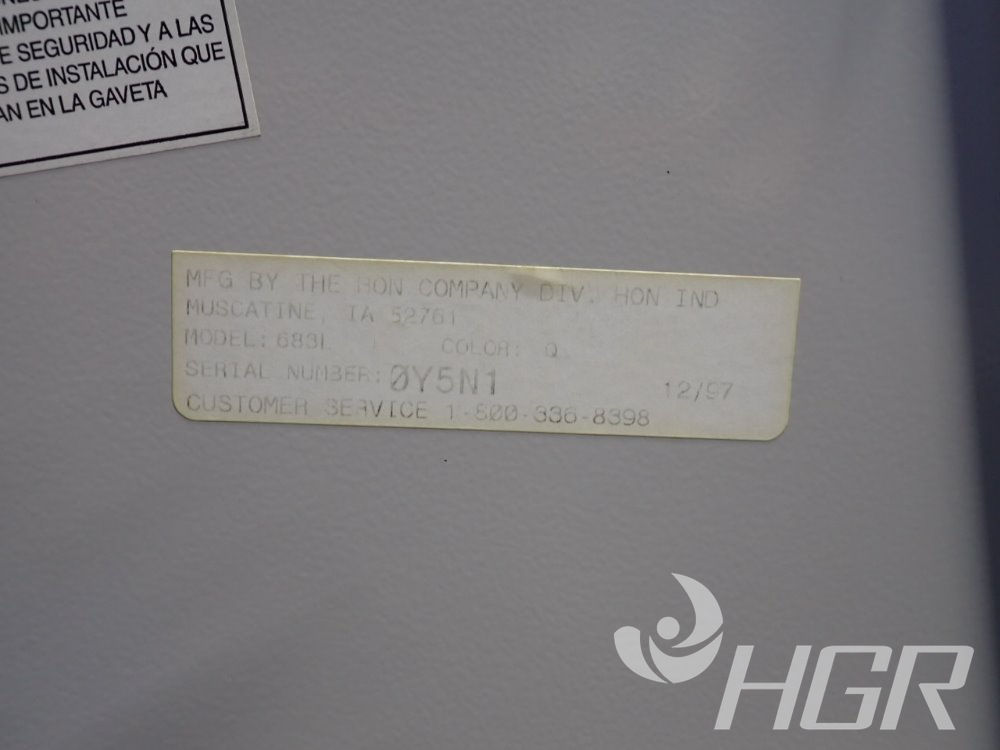 IMPORTANTE
E SEGURIDAD Y A LAS
S DE INSTALACIÓN QUE
AN EN LA GAVETA
MFG BY THE HON COMPANY DIV. HON IND
MUSCATINE, IA 52761
MODEL: 683L COLOR: Q
SERIAL NUMBER: ØY5N1 12/97
CUSTOMER SERVICE 1-800-336-8398
HGR